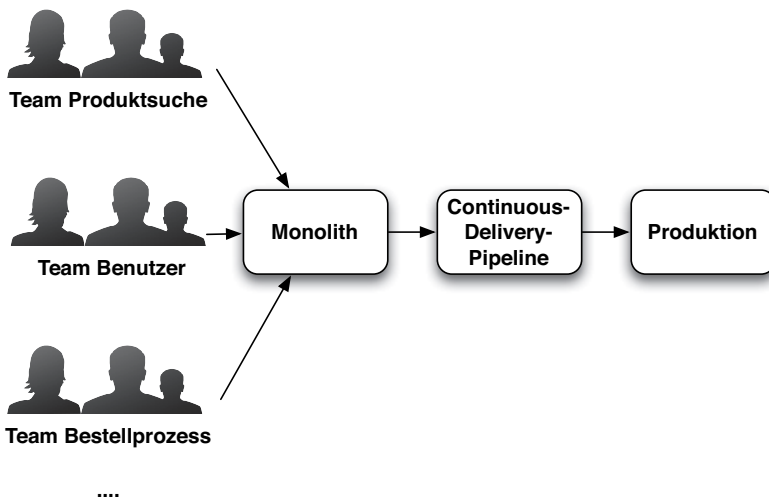 Team Produktsuche
Team Benutzer
Monolith
Continuous-
Delivery-
Pipeline
Produktion
Team Bestellprozess
....